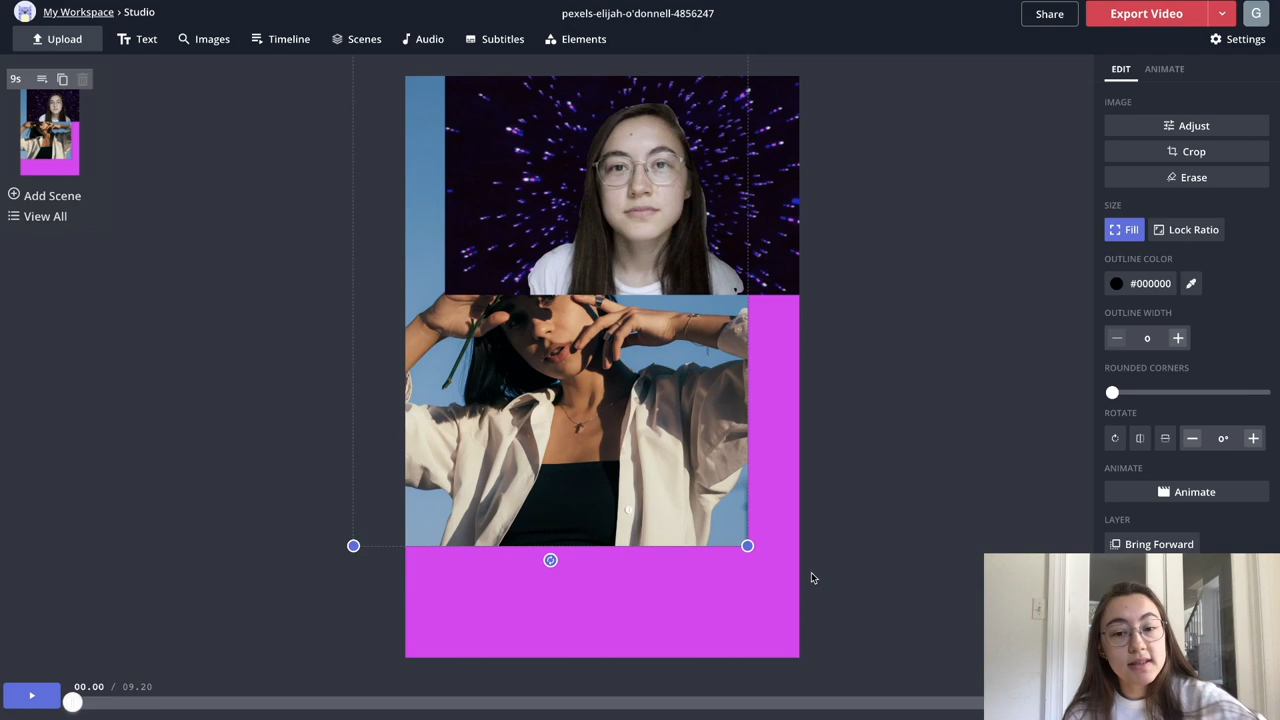 My Workspace › Studio
pexels-elijah-o'donnell-4856247
Share
Export Video
G
Upload
Text
Images
Timeline
Scenes
Audio
Subtitles
Elements
Settings
9s
Add Scene
View All
EDIT
ANIMATE
IMAGE
Adjust
Crop
Erase
SIZE
Fill
Lock Ratio
OUTLINE COLOR
#000000
OUTLINE WIDTH
0
ROUNDED CORNERS
ROTATE
0°
ANIMATE
Animate
LAYER
Bring Forward
00.00 / 09.20